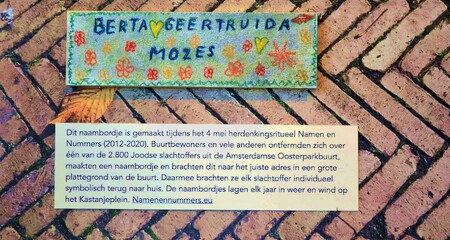 BERTA GEERTRUIDA
MOZES
Dit naambordje is gemaakt tijdens het 4 mei herdenkingsritueel Namen en
Nummers (2012-2020). Buurtbewoners en vele anderen ontfermden zich over
één van de 2.800 Joodse slachtoffers uit de Amsterdamse Oosterparkbuurt,
maakten een naambordje en brachten dit naar het juiste adres in een grote
plattegrond van de buurt. Daarmee brachten ze elk slachtoffer individueel
symbolisch terug naar huis. De naambordjes lagen elk jaar in weer en wind op
het Kastanjeplein. Namenennummers.eu